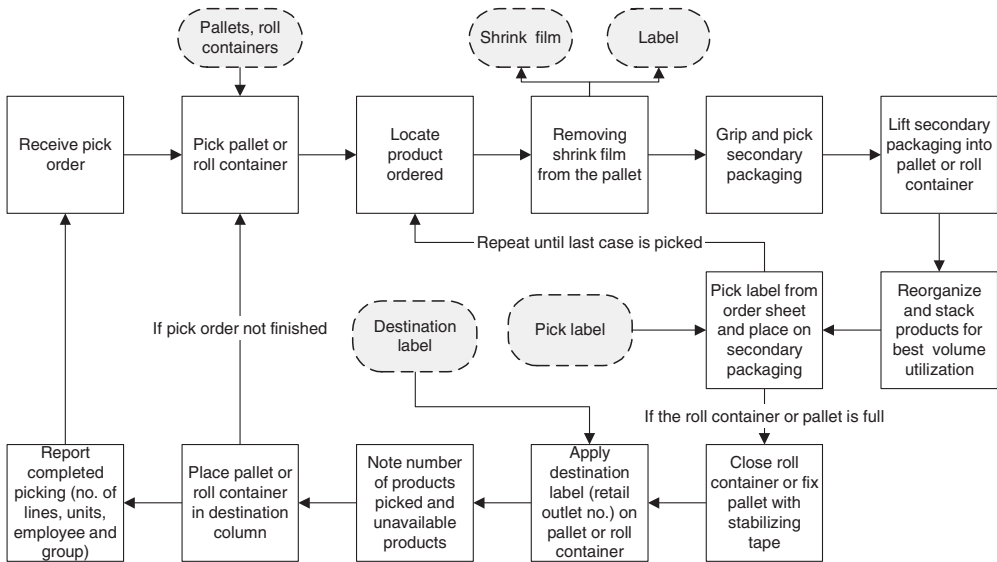 Pallets, roll
containers
Shrink film
Label
Receive pick
order
Pick pallet or
roll container
Locate
product
ordered
Removing
shrink film
from the pallet
Grip and pick
secondary
packaging
Lift secondary
packaging into
pallet or roll
container
Repeat until last case is picked
If pick order not finished
Destination
label
Pick label
Pick label from
order sheet
and place on
secondary
packaging
Reorganize
and stack
products for
best volume
utilization
If the roll container or pallet is full
Report
completed
picking (no. of
lines, units,
employee and
group)
Place pallet or
roll container
in destination
column
Note number
of products
picked and
unavailable
products
Apply
destination
label (retail
outlet no.) on
pallet or roll
container
Close roll
container or fix
pallet with
stabilizing
tape